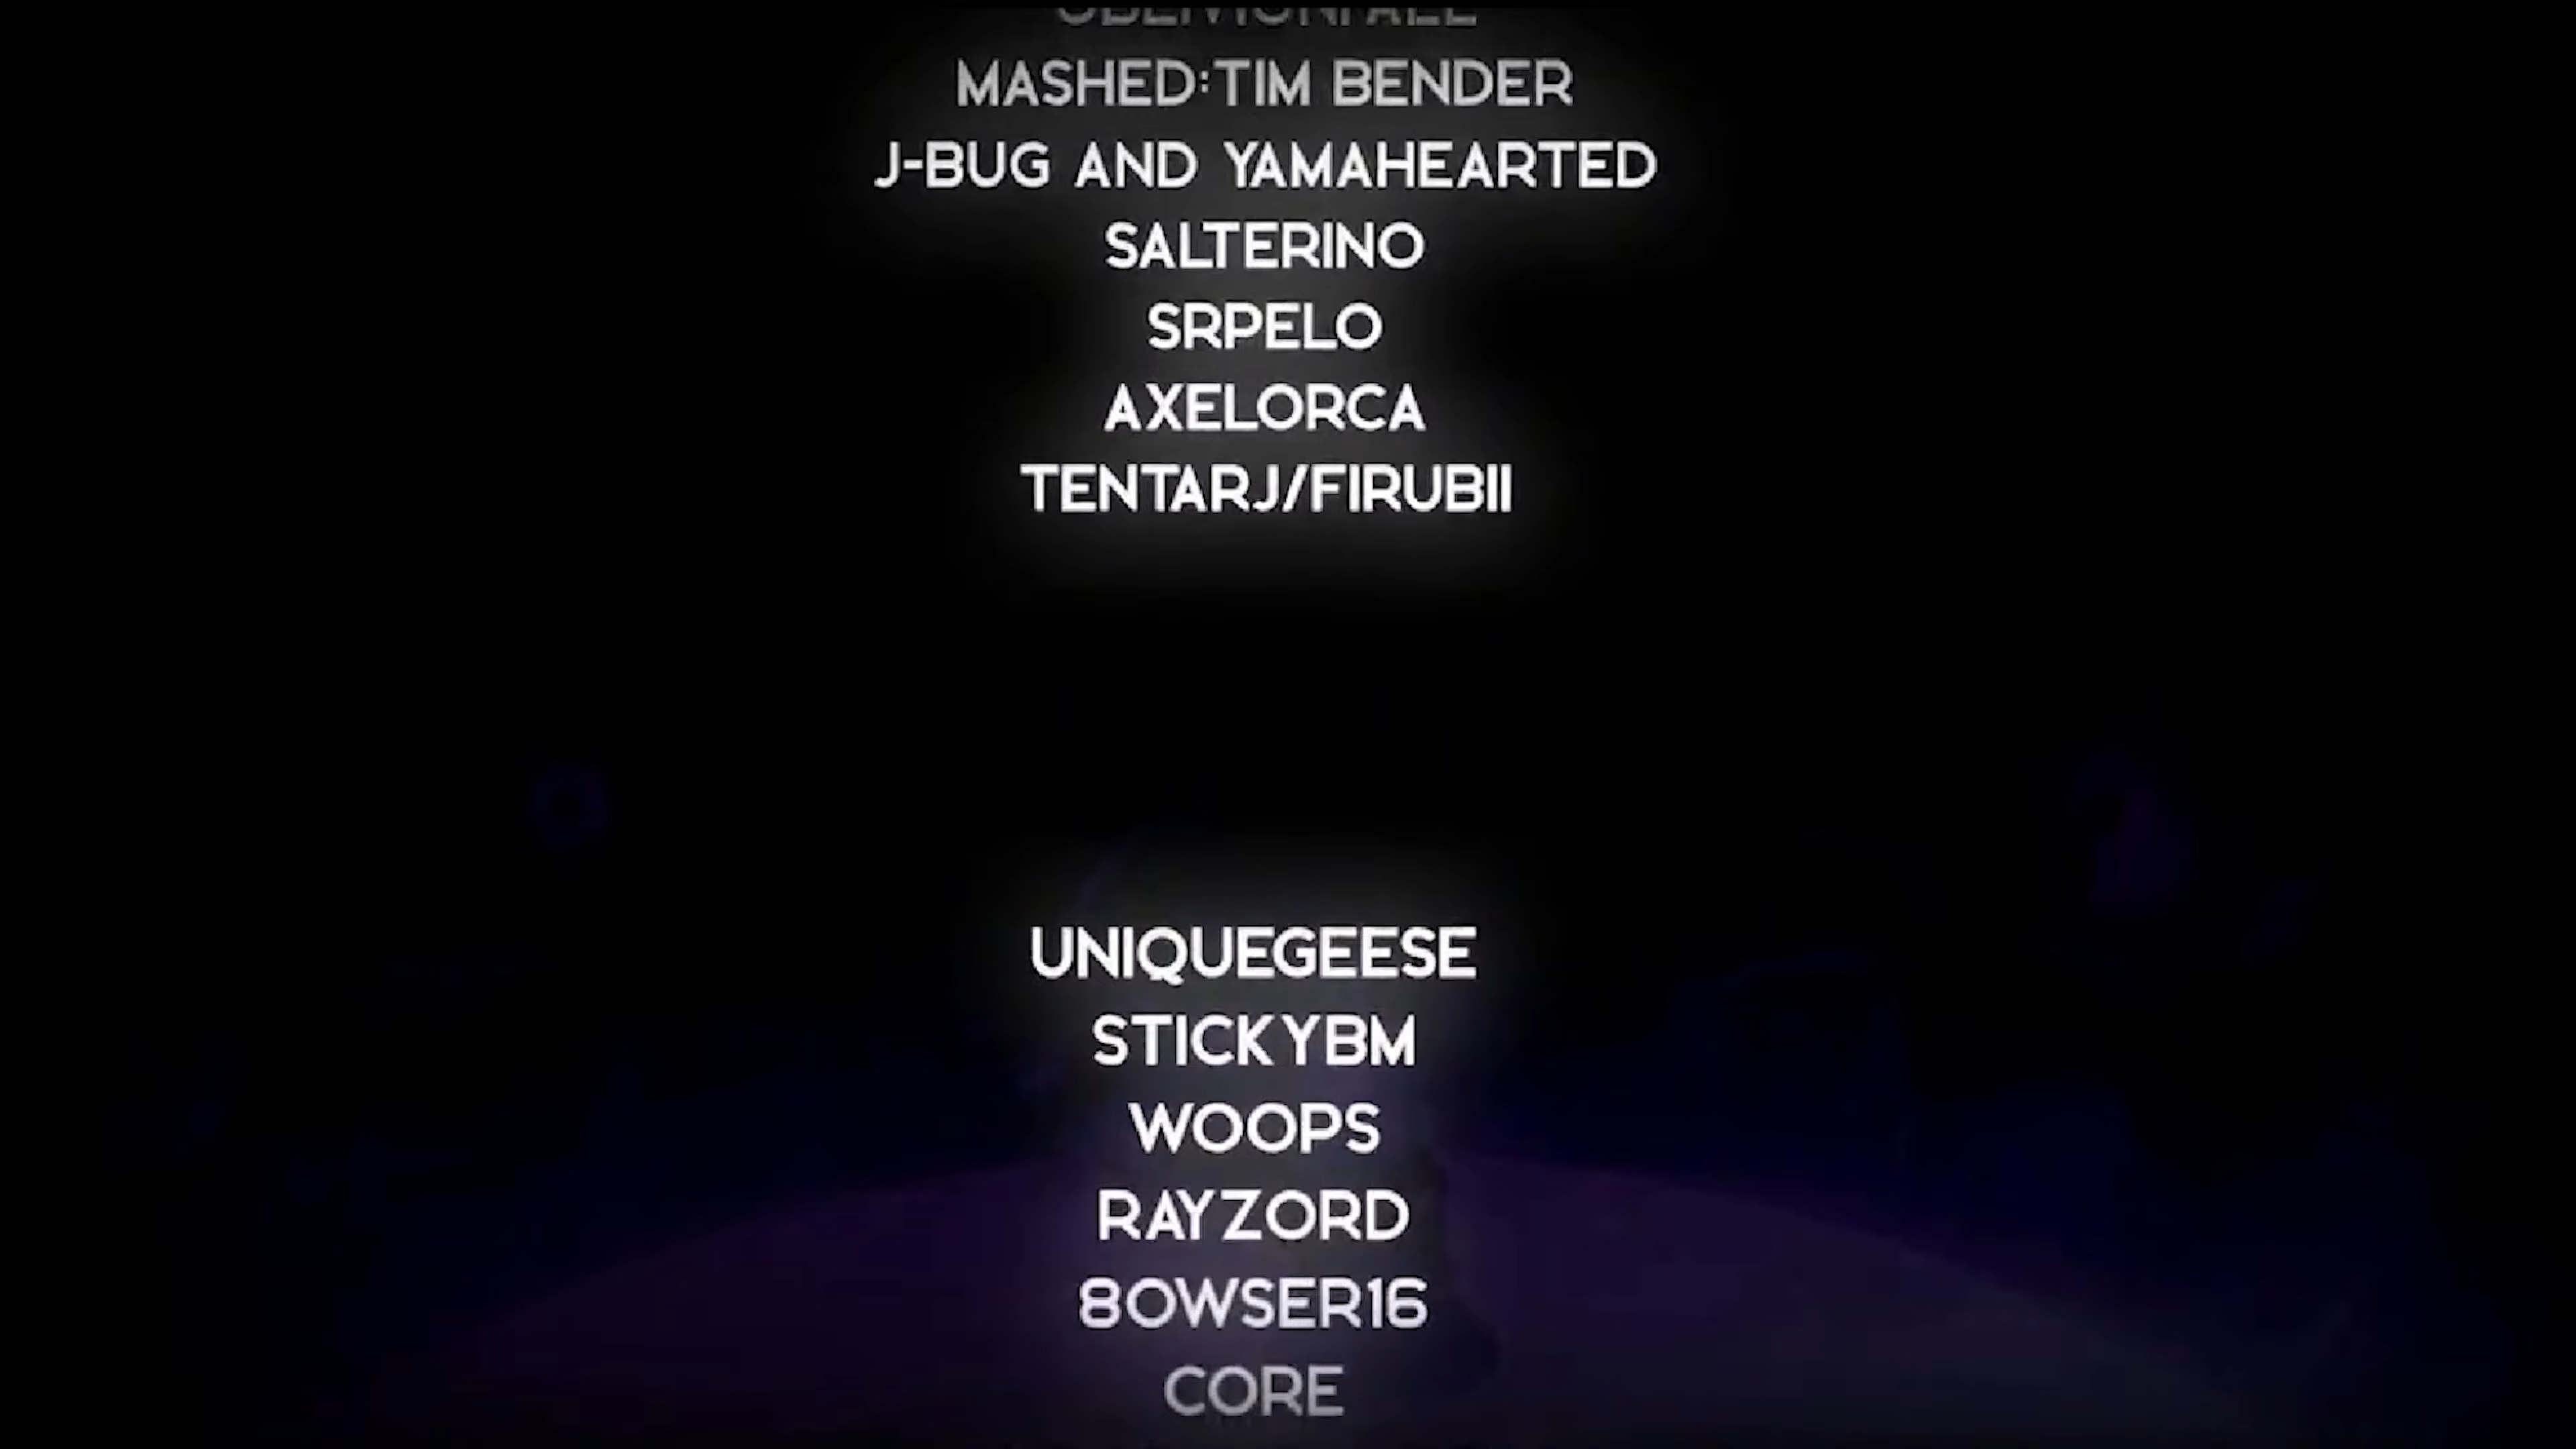 MASHED:TIM BENDER
J-BUG AND YAMAHEARTED
SALTERINO
SRPELO
AXELORCA
TENTARJ/FIRUBII
UNIQUEGEESE
STICKYBM
WOOPS
RAYZORD
8OWSER16
CORE